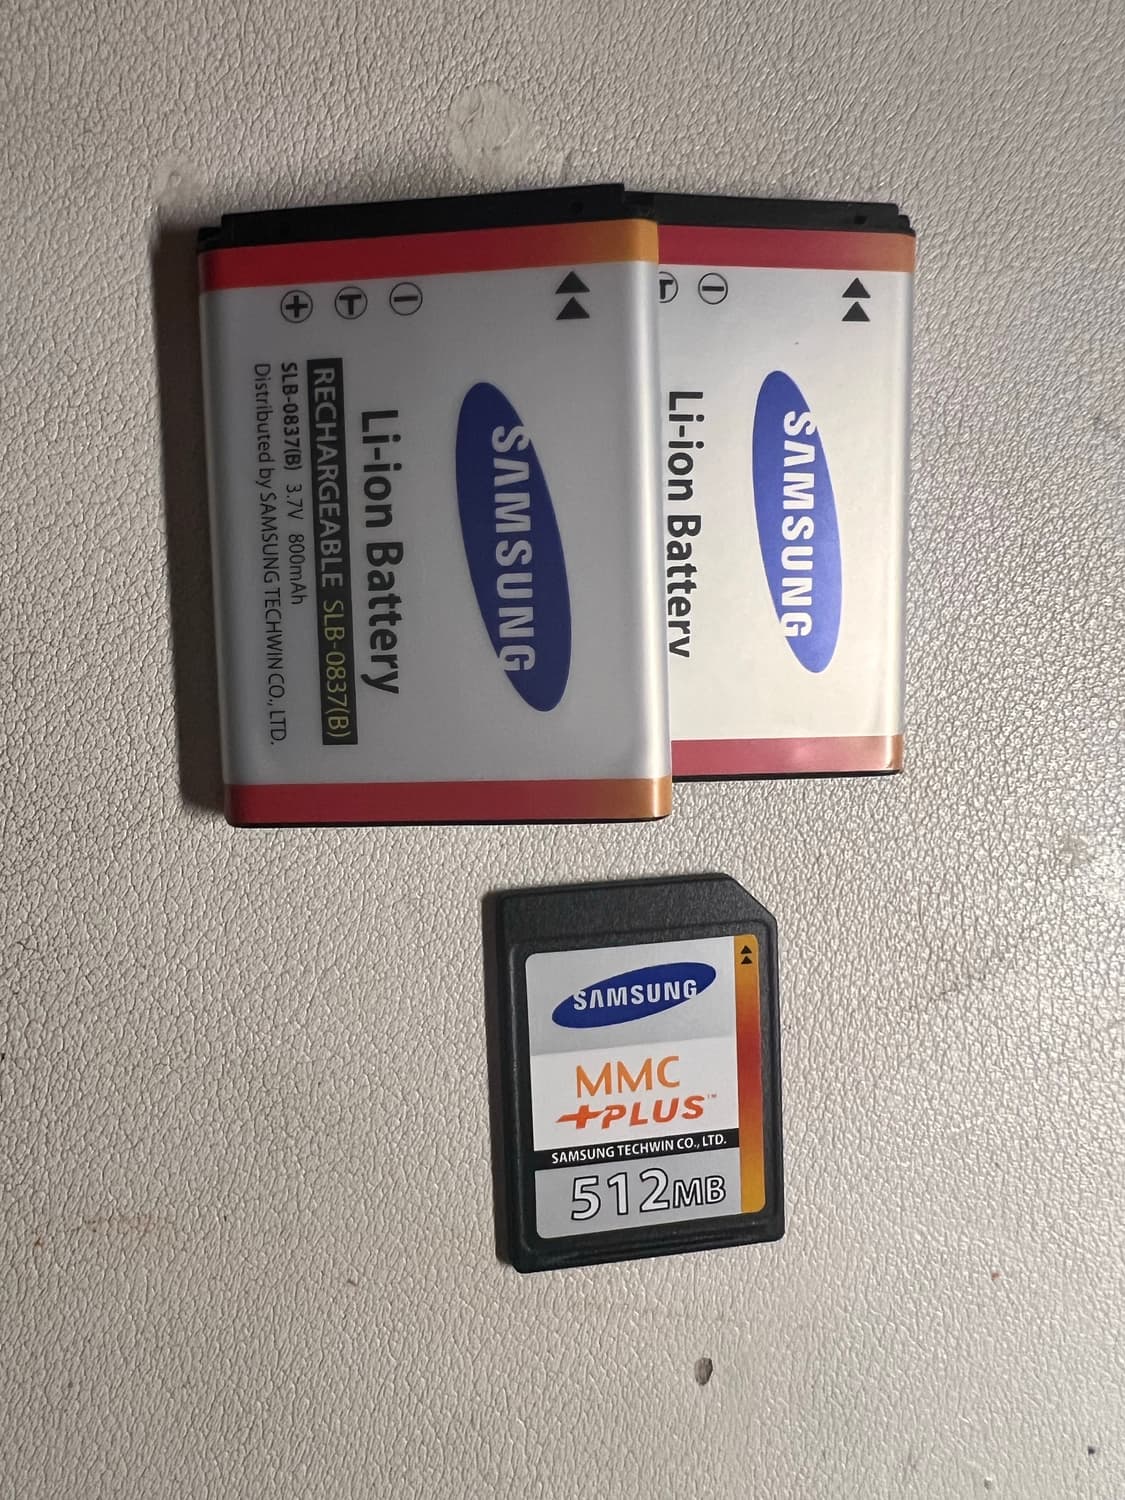 SAMSUNG
Li-ion Battery
RECHARGEABLE SLB-0837(B)
SLB-0837(B) 3.7V 800mAh
Distributed by SAMSUNG TECHWIN CO., LTD.
SAMSUNG
Li-ion Battery
SAMSUNG
MMC
+PLUS™
SAMSUNG TECHWIN CO., LTD.
512MB